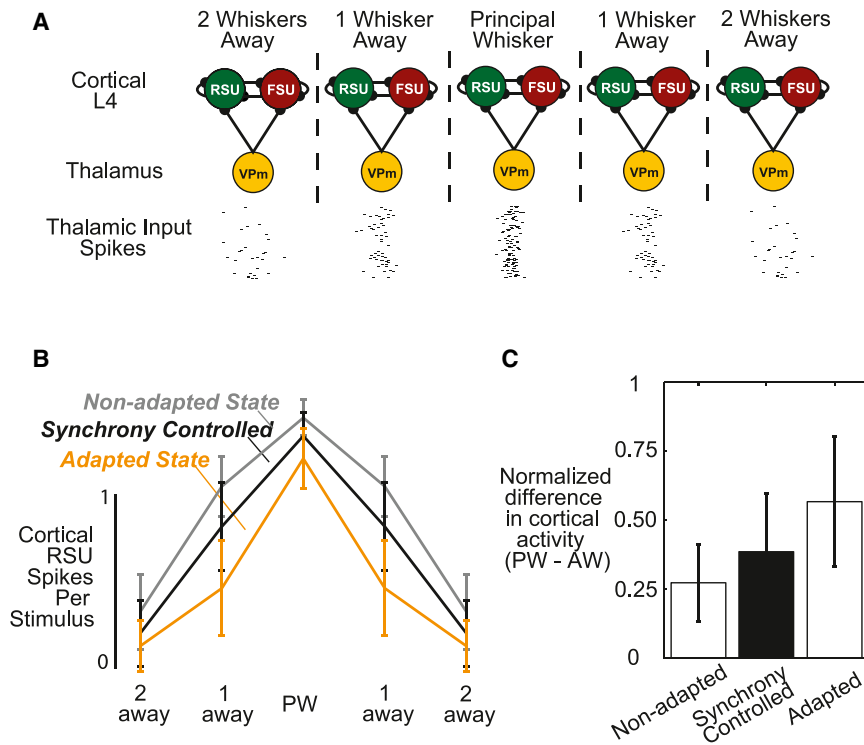 A
2 Whiskers Away
1 Whisker Away
Principal Whisker
1 Whisker Away
2 Whiskers Away
Cortical L4
RSU FSU RSU FSU RSU FSU RSU FSU RSU FSU
Thalamus
VPm VPm VPm VPm VPm
Thalamic Input Spikes
B
Non-adapted State
Synchrony Controlled
Adapted State
1
Cortical
RSU
Spikes
Per
Stimulus
0
2 away
1 away
PW
1 away
2 away
C
1
0.75
0.50
0.25
0
Normalized
difference
in cortical
activity
(PW - AW)
Non-adapted
Synchrony
Controlled
Adapted